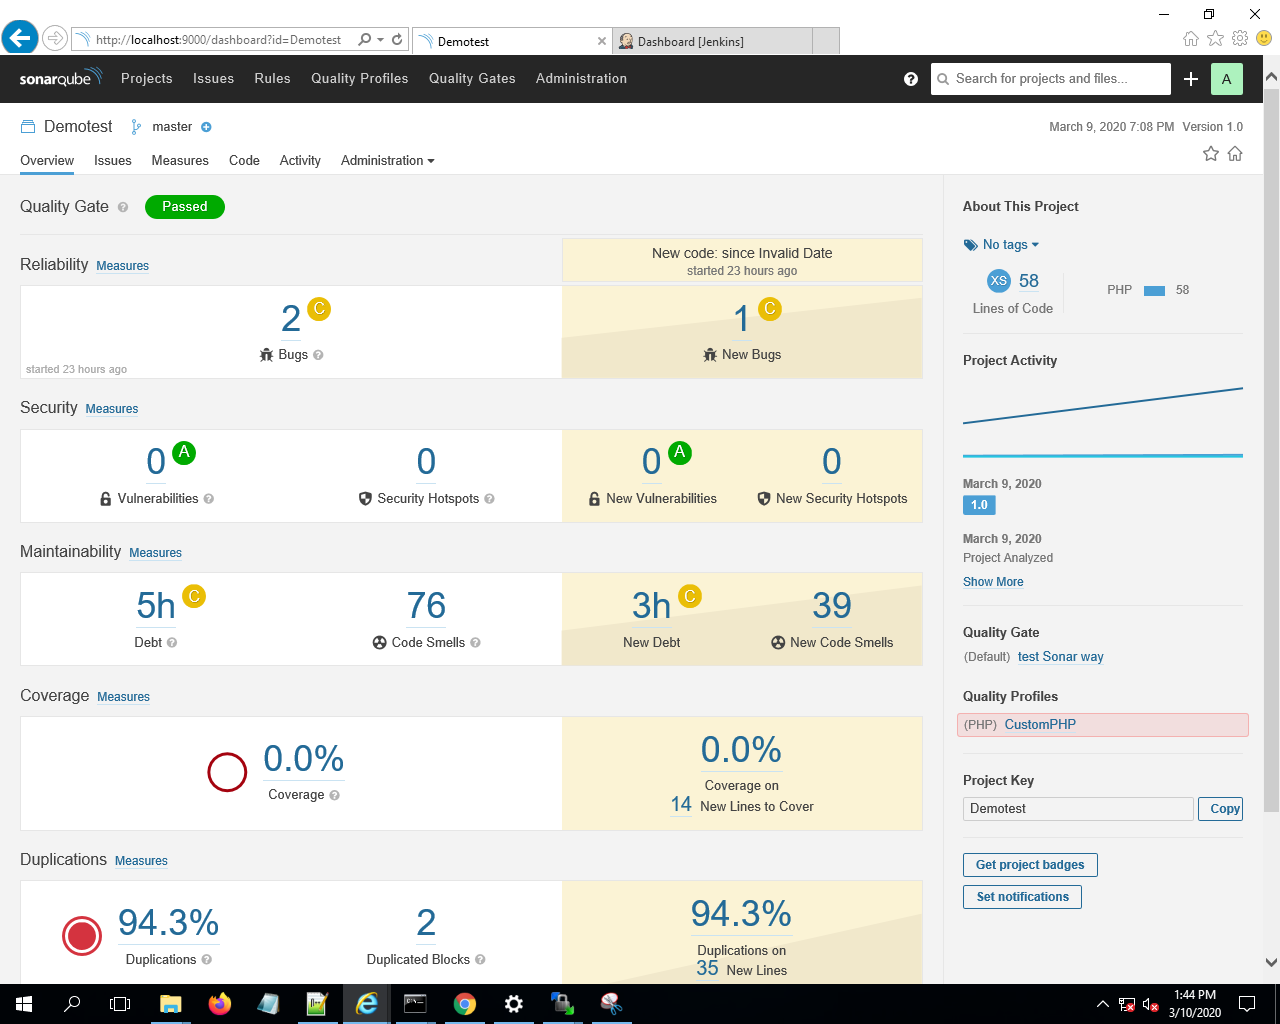 http://localhost:9000/dashboard?id=Demotest
Demotest
Dashboard [Jenkins]
sonarqube Projects Issues Rules Quality Profiles Quality Gates Administration
? Search for projects and files... A
Demotest master
March 9, 2020 7:08 PM Version 1.0
Overview Issues Measures Code Activity Administration
Quality Gate ? Passed
New code: since Invalid Date
started 23 hours ago
Reliability Measures
2 C
Bugs ?
started 23 hours ago
1 C
New Bugs
Security Measures
0 A
Vulnerabilities ?
0
Security Hotspots ?
0 A
New Vulnerabilities
0
New Security Hotspots
Maintainability Measures
5h C
Debt ?
76
Code Smells ?
3h C
New Debt
39
New Code Smells
Coverage Measures
0.0%
Coverage ?
0.0%
Coverage on
14 New Lines to Cover
Duplications Measures
94.3%
Duplications ?
2
Duplicated Blocks ?
94.3%
Duplications on
35 New Lines
About This Project
No tags
XS 58
Lines of Code
PHP 58
Project Activity
March 9, 2020
1.0
March 9, 2020
Project Analyzed
Show More
Quality Gate
(Default) test Sonar way
Quality Profiles
(PHP) CustomPHP
Project Key
Demotest Copy
Get project badges
Set notifications
1:44 PM
3/10/2020